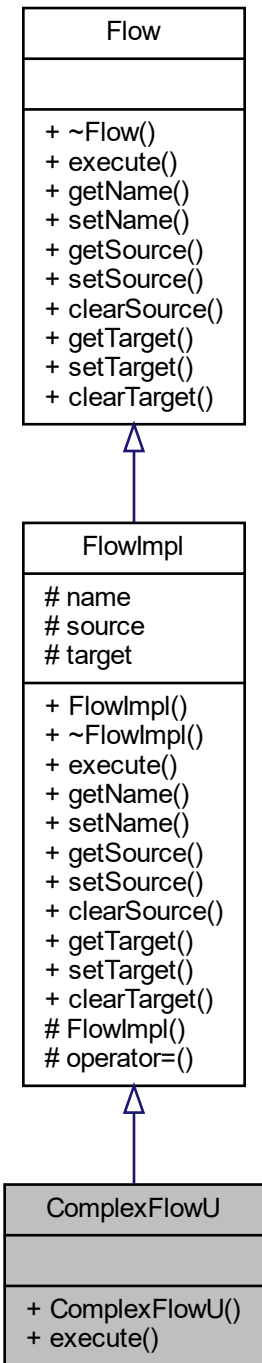 Flow
+ ~Flow()
+ execute()
+ getName()
+ setName()
+ getSource()
+ setSource()
+ clearSource()
+ getTarget()
+ setTarget()
+ clearTarget()
FlowImpl
# name
# source
# target
+ FlowImpl()
+ ~FlowImpl()
+ execute()
+ getName()
+ setName()
+ getSource()
+ setSource()
+ clearSource()
+ getTarget()
+ setTarget()
+ clearTarget()
# FlowImpl()
# operator=()
ComplexFlowU
+ ComplexFlowU()
+ execute()